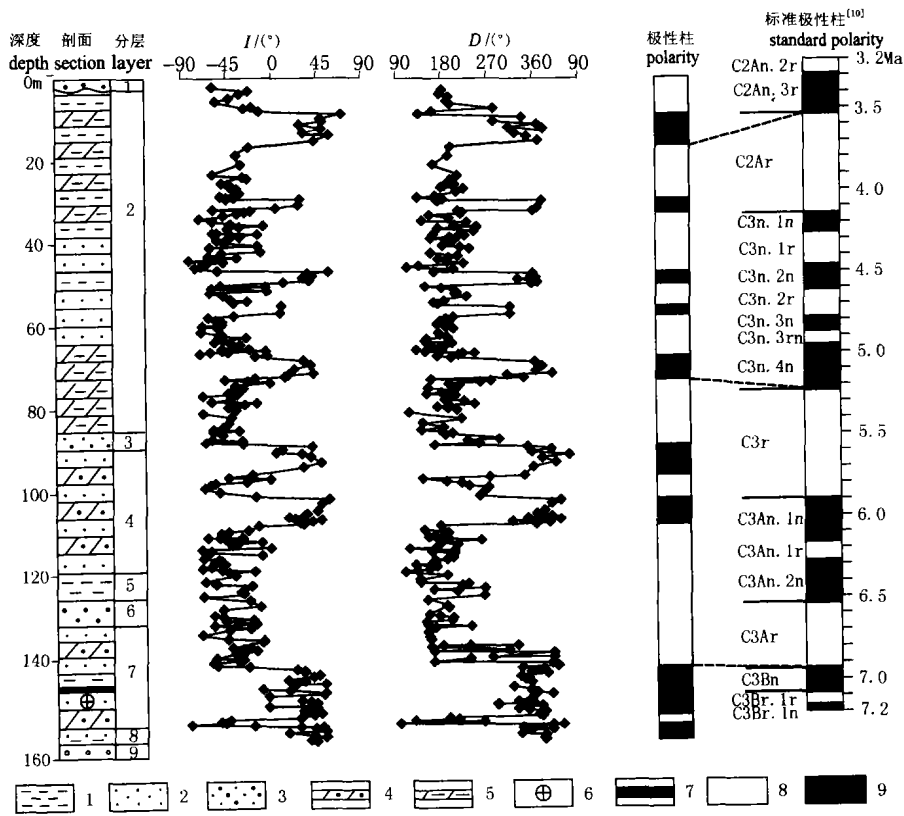 深度 剖面 分层
depth section layer
I/(°)
-90 -45 0 45 90
D/(°)
90 180 270 360 90
极性柱
polarity
标准极性柱[10]
standard polarity
0m
20
40
60
80
100
120
140
160
1
2
3
4
5
6
7
8
9
C2An. 2r
C2An. 3r
C2Ar
C3n. 1n
C3n. 1r
C3n. 2n
C3n. 2r
C3n. 3n
C3n. 3rn
C3n. 4n
C3r
C3An. 1n
C3An. 1r
C3An. 2n
C3Ar
C3Bn
C3Br. 1r
C3Br. 1n
3.2Ma
3.5
4.0
4.5
5.0
5.5
6.0
6.5
7.0
7.2
1 2 3 4 5 6 7 8 9